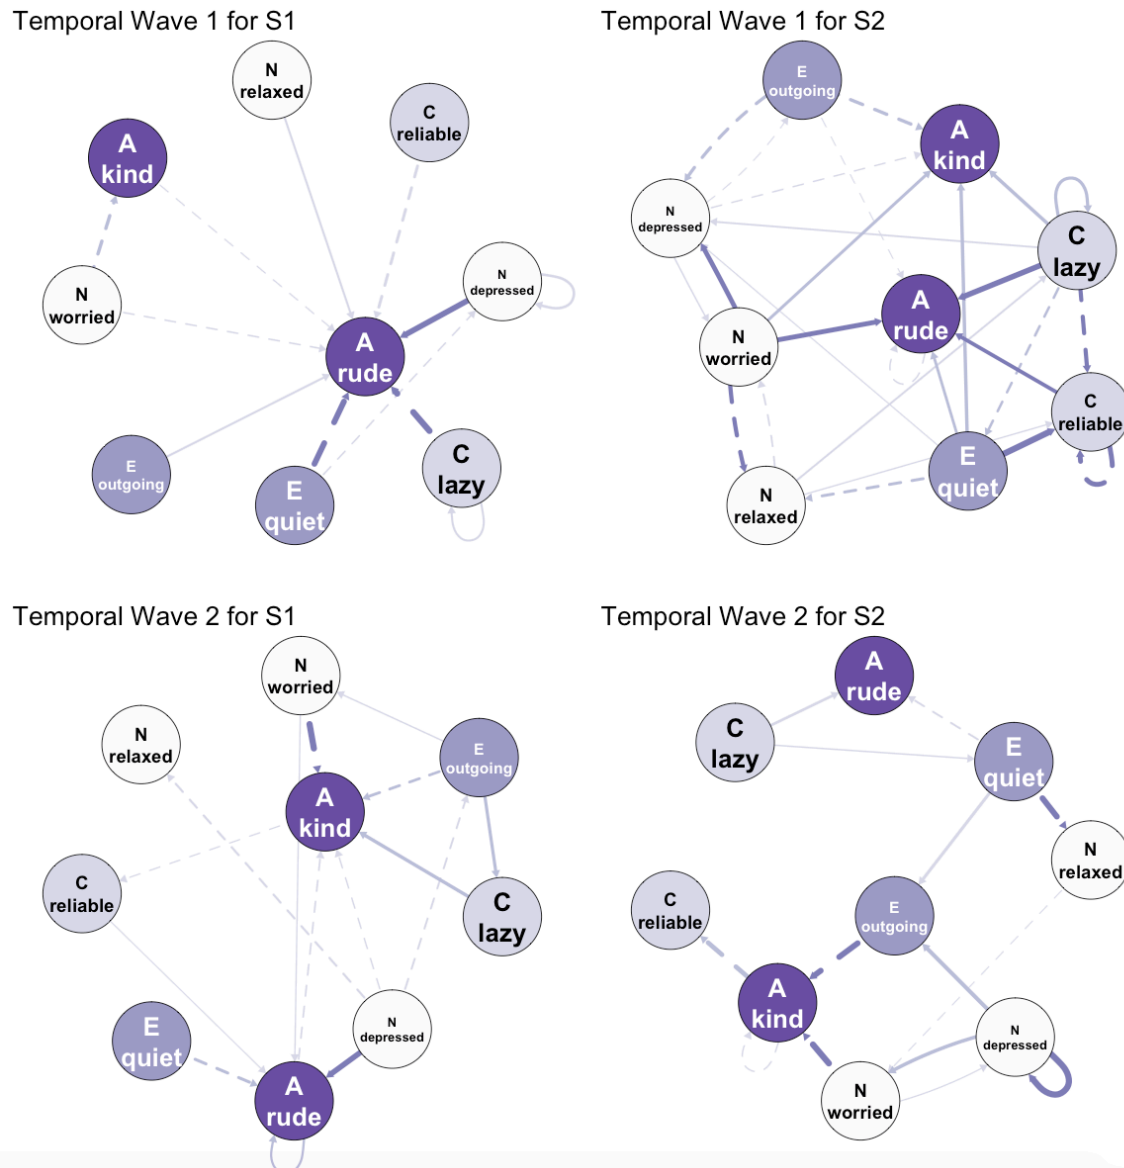 Temporal Wave 1 for S1
N
relaxed
C
reliable
A
kind
N
depressed
N
worried
A
rude
E
outgoing
E
quiet
C
lazy
Temporal Wave 1 for S2
E
outgoing
A
kind
N
depressed
C
lazy
A
rude
N
worried
C
reliable
E
quiet
N
relaxed
Temporal Wave 2 for S1
N
worried
N
relaxed
E
outgoing
A
kind
C
reliable
C
lazy
N
depressed
E
quiet
A
rude
Temporal Wave 2 for S2
A
rude
C
lazy
E
quiet
N
relaxed
C
reliable
E
outgoing
A
kind
N
depressed
N
worried